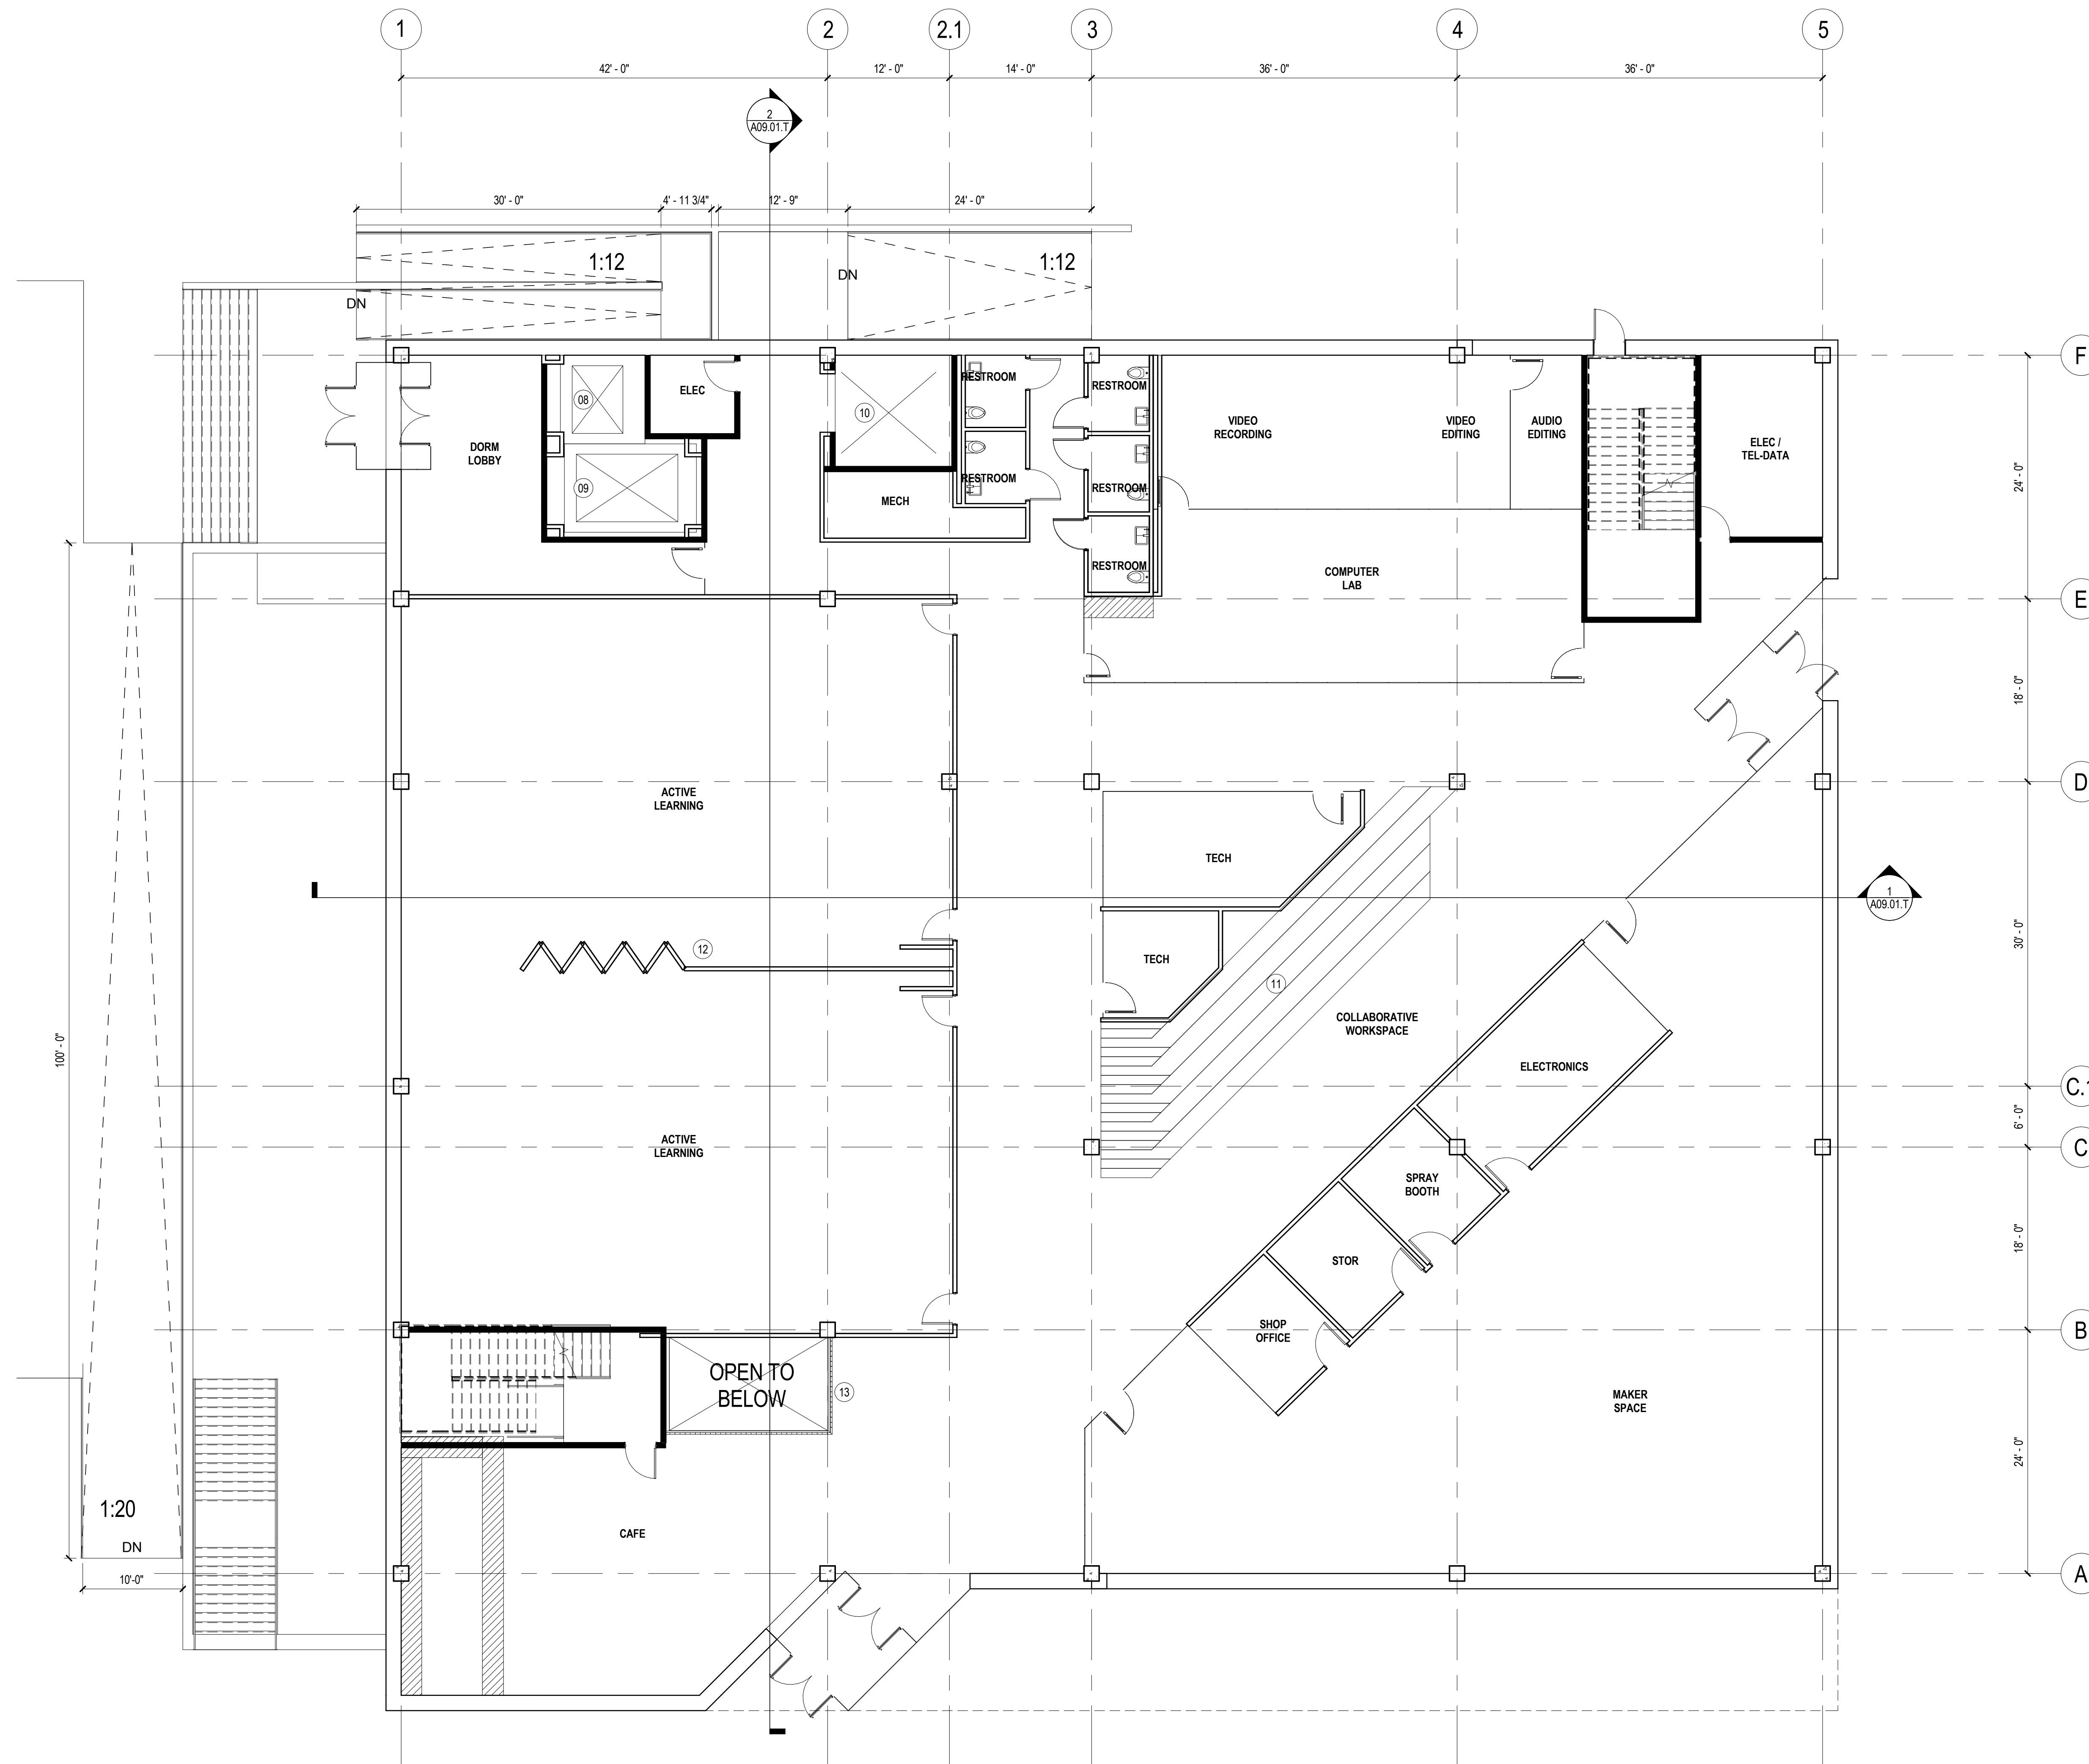 1
2
2.1
3
4
5
42' - 0"
12' - 0"
14' - 0"
36' - 0"
36' - 0"
2
A09.01.T
30' - 0"
4' - 11 3/4"
12' - 9"
24' - 0"
1:12
DN
1:12
DN
F
RESTROOM
RESTROOM
ELEC
08
10
VIDEO
RECORDING
VIDEO
EDITING
AUDIO
EDITING
DORM
LOBBY
ELEC /
TEL-DATA
24' - 0"
09
RESTROOM
RESTROOM
MECH
RESTROOM
COMPUTER
LAB
E
18' - 0"
D
ACTIVE
LEARNING
TECH
1
A09.01.T
30' - 0"
12
TECH
11
COLLABORATIVE
WORKSPACE
100' - 0"
ELECTRONICS
C.1
6' - 0"
C
ACTIVE
LEARNING
SPRAY
BOOTH
18' - 0"
STOR
SHOP
OFFICE
B
OPEN TO
BELOW
13
MAKER
SPACE
24' - 0"
1:20
CAFE
DN
10'-0"
A